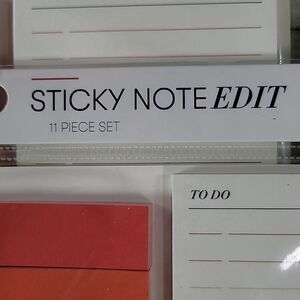 STICKY NOTE EDIT
11 PIECE SET
TO DO